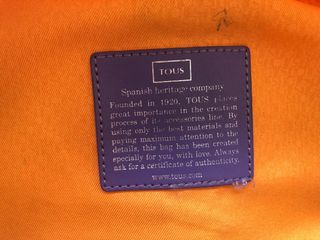 TOUS
Spanish heritage company
Founded in 1920, TOUS places
great importance in the creation
process of its accessories line. By
using only the best materials and
paying maximum attention to the
details, this bag has been created
specially for you, with love. Always
ask for a certificate of authenticity.
www.tous.com